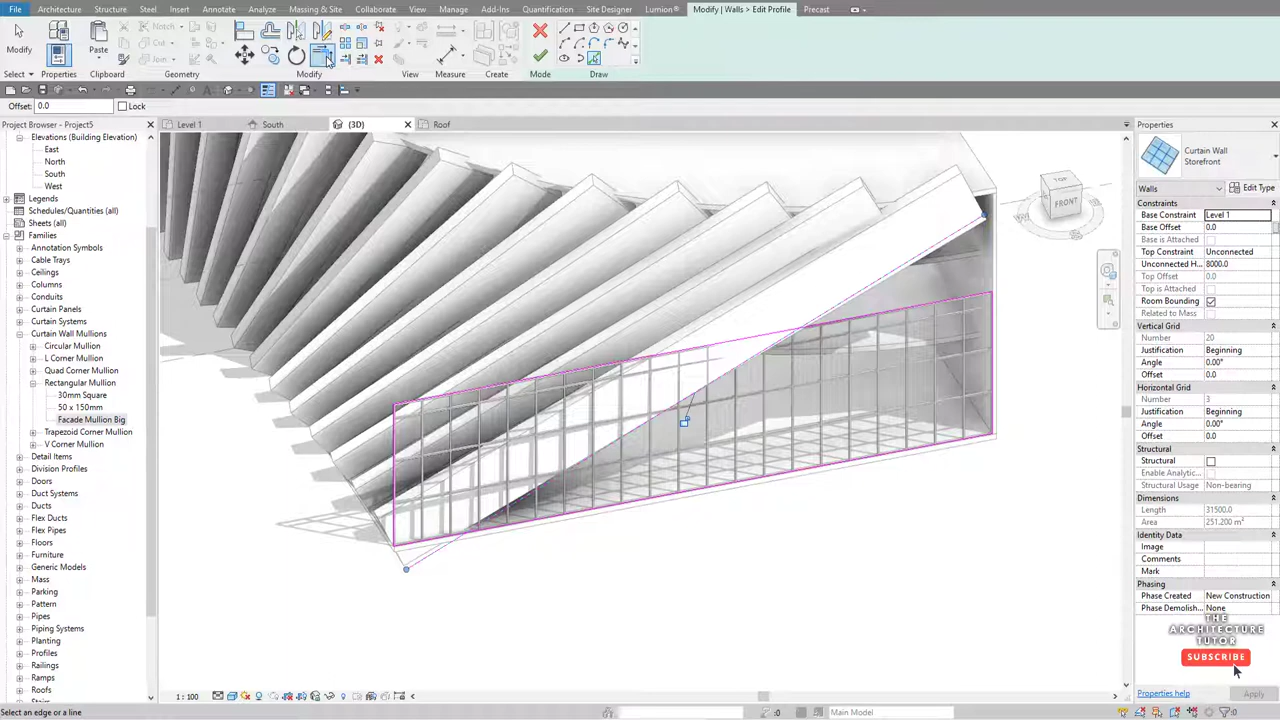 File Architecture Structure Steel Insert Annotate Analyze Massing & Site Collaborate View Manage Add-Ins Quantification Site Designer Lumion® Modify | Walls > Edit Profile Precast
Modify Paste Notch Cut Join
Select Properties Clipboard Geometry Modify View Measure Create Mode Draw
Offset: 0.0 Lock
Project Browser - Project5
Level 1 South (3D) Roof
Properties
Elevations (Building Elevation)
East
North
South
West
Legends
Schedules/Quantities (all)
Sheets (all)
Families
Annotation Symbols
Cable Trays
Ceilings
Columns
Conduits
Curtain Panels
Curtain Systems
Curtain Wall Mullions
Circular Mullion
L Corner Mullion
Quad Corner Mullion
Rectangular Mullion
30mm Square
50 x 150mm
Facade Mullion Big
Trapezoid Corner Mullion
V Corner Mullion
Detail Items
Division Profiles
Doors
Duct Systems
Ducts
Flex Ducts
Flex Pipes
Floors
Furniture
Generic Models
Mass
Parking
Pattern
Pipes
Piping Systems
Planting
Profiles
Railings
Ramps
Roofs
Stairs
TOP
FRONT
Curtain Wall
Storefront
Walls Edit Type
Constraints
Base Constraint Level 1
Base Offset 0.0
Base is Attached
Top Constraint Unconnected
Unconnected H... 8000.0
Top Offset 0.0
Top is Attached
Room Bounding
Related to Mass
Vertical Grid
Number 20
Justification Beginning
Angle 0.00°
Offset 0.0
Horizontal Grid
Number 3
Justification Beginning
Angle 0.00°
Offset 0.0
Structural
Structural
Enable Analytic...
Structural Usage Non-bearing
Dimensions
Length 31500.0
Area 251.200 m²
Identity Data
Image
Comments
Mark
Phasing
Phase Created New Construction
Phase Demolish... None
THE
ARCHITECTURE
TUTOR
SUBSCRIBE
Properties help Apply
1 : 100
Select an edge or a line :0 Main Model :0